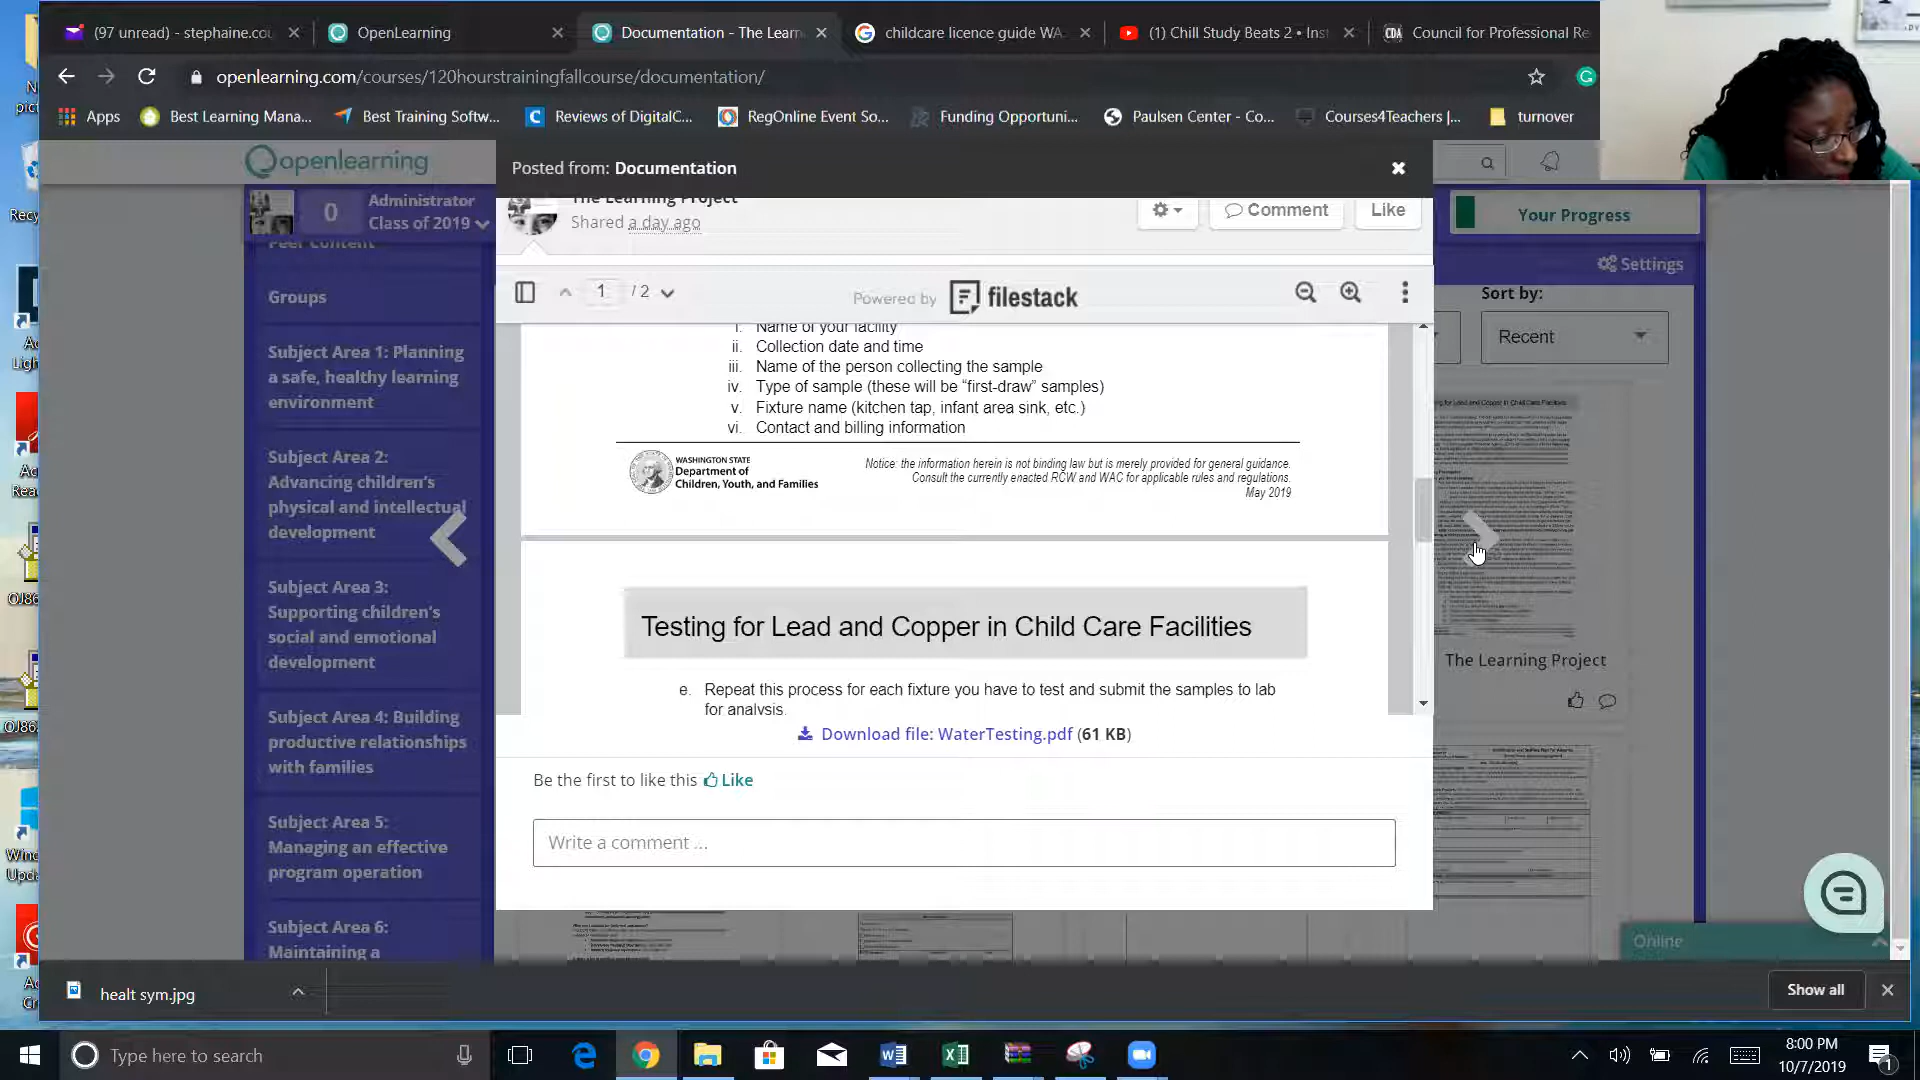 (97 unread) - stephaine.cou
OpenLearning
Documentation - The Learn
childcare licence guide WA
(1) Chill Study Beats 2 • Inst
CDA
Council for Professional Re
openlearning.com/courses/120hourstrainingfallcourse/documentation/
Apps
Best Learning Mana...
Best Training Softw...
Reviews of DigitalC...
RegOnline Event So...
Funding Opportuni...
Paulsen Center - Co...
Courses4Teachers |...
turnover
openlearning
Posted from: Documentation
0
Administrator
Class of 2019
The Learning Project
Shared a day ago
Comment
Like
Your Progress
Settings
Peer Content
Groups
Subject Area 1: Planning
a safe, healthy learning
environment
Subject Area 2:
Advancing children's
physical and intellectual
development
Subject Area 3:
Supporting children's
social and emotional
development
Subject Area 4: Building
productive relationships
with families
Subject Area 5:
Managing an effective
program operation
Subject Area 6:
Maintaining a
1 / 2
Powered by filestack
Sort by:
Recent
i. Name of your facility
ii. Collection date and time
iii. Name of the person collecting the sample
iv. Type of sample (these will be “first-draw” samples)
v. Fixture name (kitchen tap, infant area sink, etc.)
vi. Contact and billing information
WASHINGTON STATE
Department of
Children, Youth, and Families
Notice: the information herein is not binding law but is merely provided for general guidance.
Consult the currently enacted RCW and WAC for applicable rules and regulations.
May 2019
Testing for Lead and Copper in Child Care Facilities
e. Repeat this process for each fixture you have to test and submit the samples to lab
for analysis.
Download file: WaterTesting.pdf (61 KB)
Be the first to like this Like
Write a comment ...
The Learning Project
Online
healt sym.jpg
Show all
Type here to search
8:00 PM
10/7/2019
1